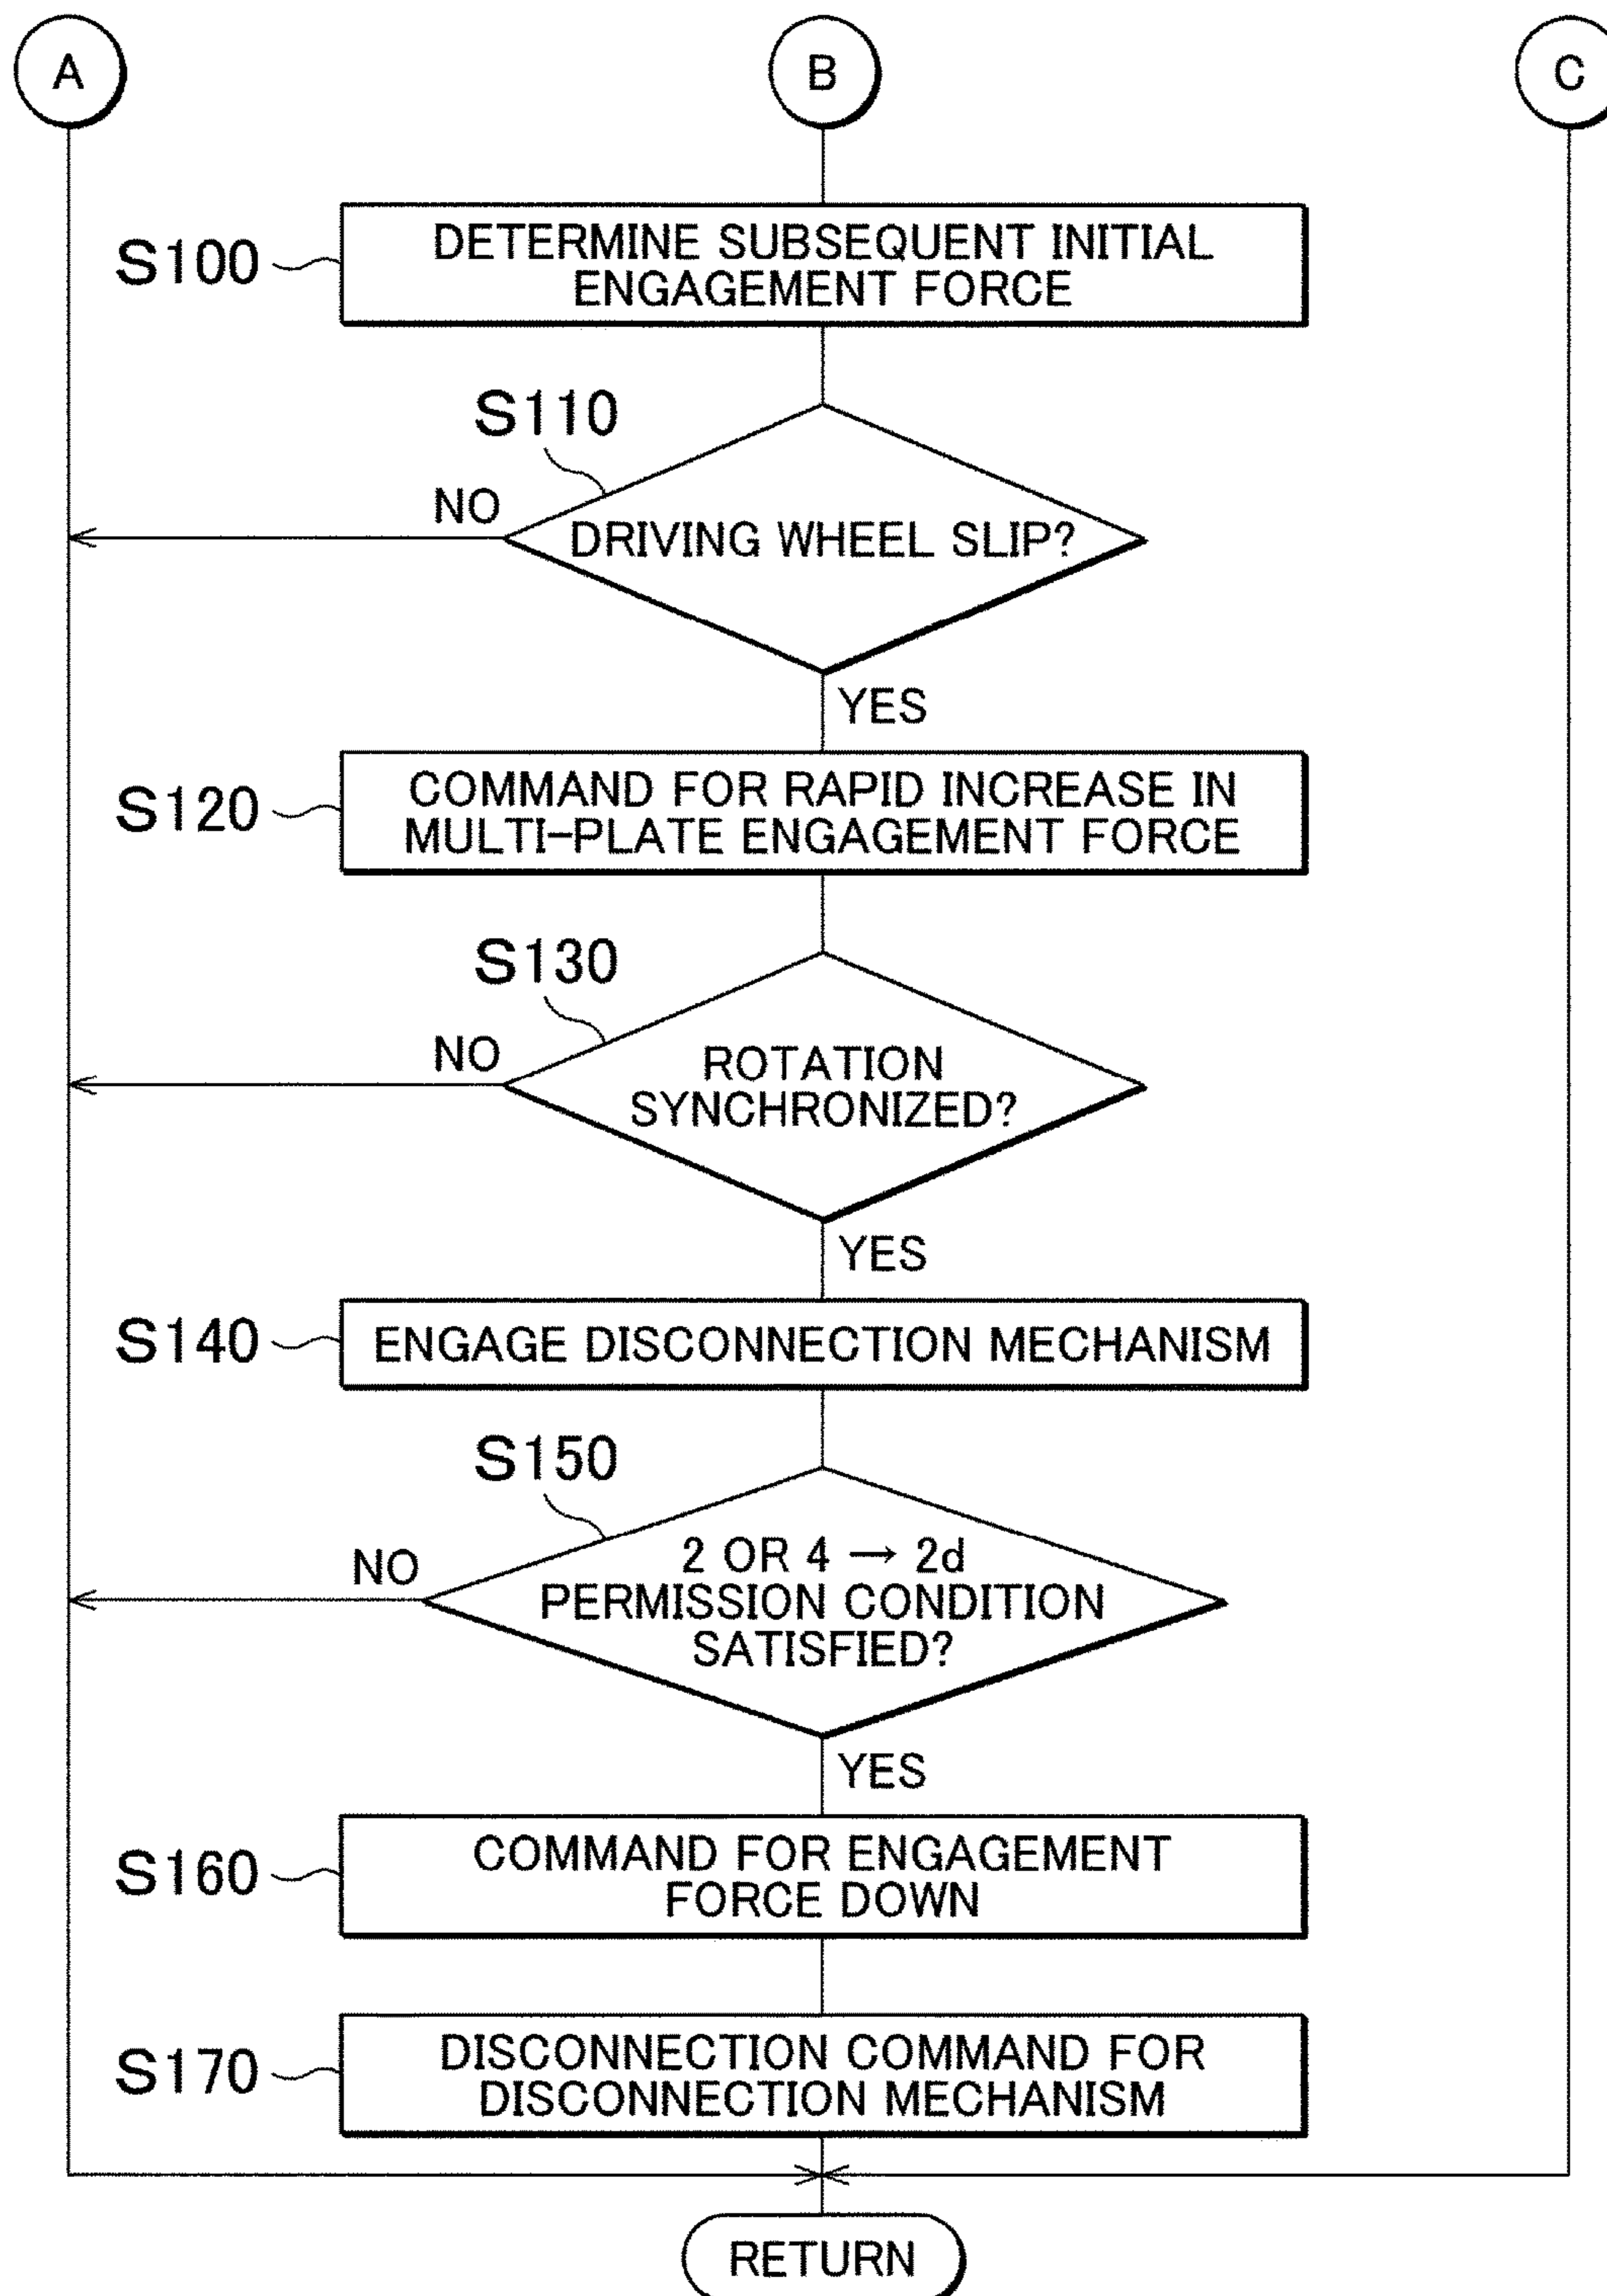 A
B
C
S100
DETERMINE SUBSEQUENT INITIAL
ENGAGEMENT FORCE
S110
NO
DRIVING WHEEL SLIP?
YES
S120
COMMAND FOR RAPID INCREASE IN
MULTI-PLATE ENGAGEMENT FORCE
S130
NO
ROTATION
SYNCHRONIZED?
YES
S140
ENGAGE DISCONNECTION MECHANISM
S150
NO
2 OR 4 → 2d
PERMISSION CONDITION
SATISFIED?
YES
S160
COMMAND FOR ENGAGEMENT
FORCE DOWN
S170
DISCONNECTION COMMAND FOR
DISCONNECTION MECHANISM
RETURN